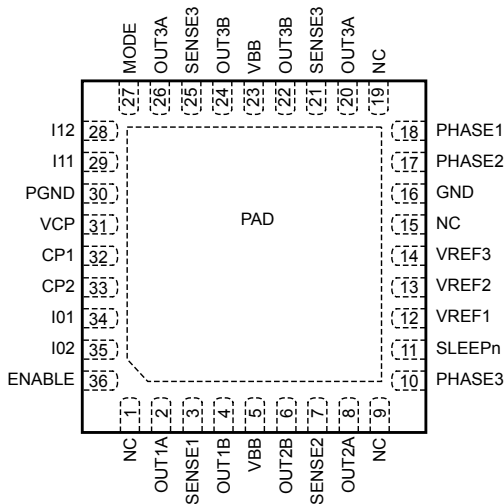 MODE
OUT3A
SENSE3
OUT3B
VBB
OUT3B
SENSE3
OUT3A
NC
27
26
25
24
23
22
21
20
19
I12 28
I11 29
PGND 30
VCP 31
CP1 32
CP2 33
I01 34
I02 35
ENABLE 36
PAD
18 PHASE1
17 PHASE2
16 GND
15 NC
14 VREF3
13 VREF2
12 VREF1
11 SLEEPn
10 PHASE3
1
2
3
4
5
6
7
8
9
NC
OUT1A
SENSE1
OUT1B
VBB
OUT2B
SENSE2
OUT2A
NC